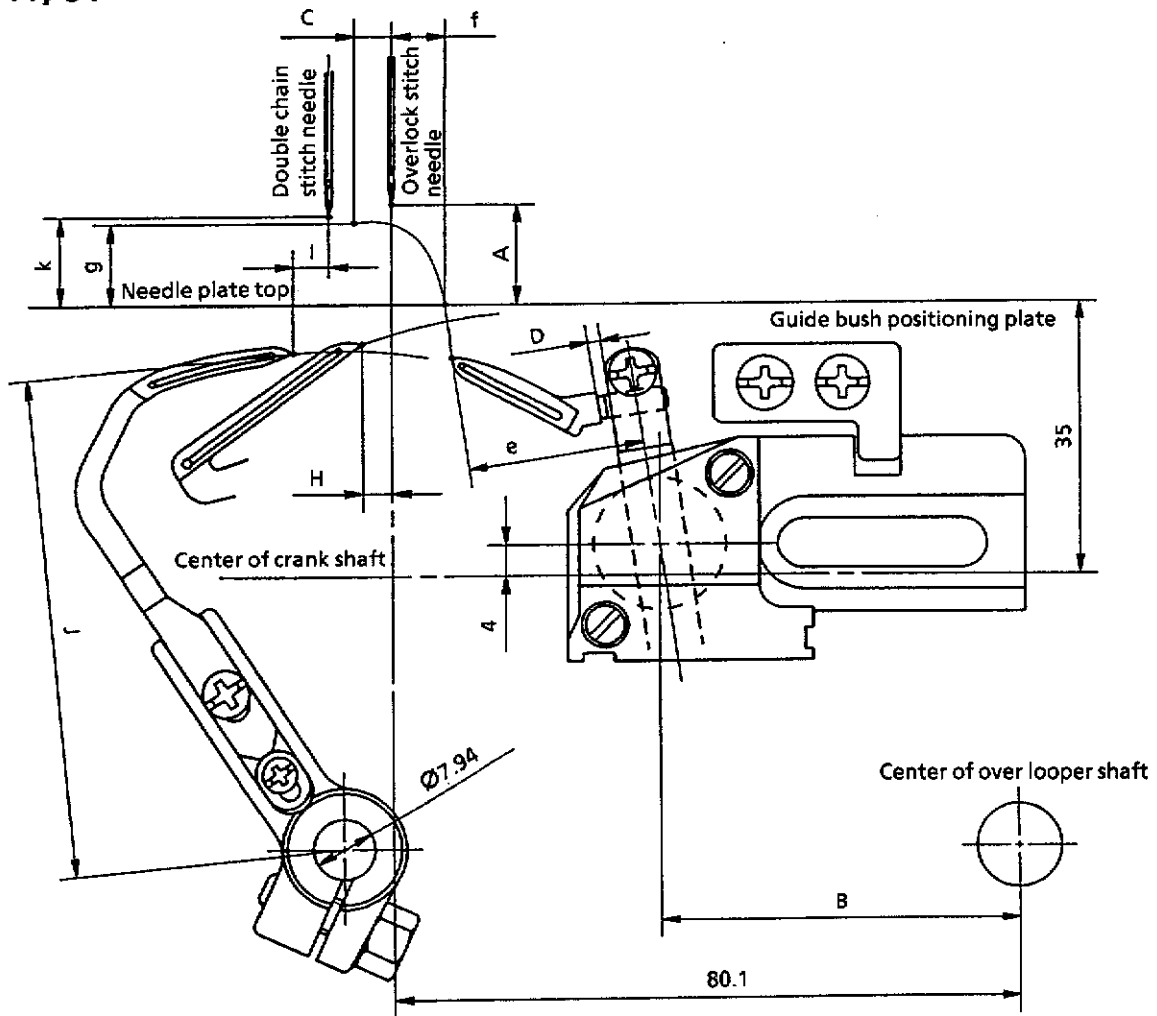 C
f
Double chain
stitch needle
Overlock stitch
needle
k
g
l
A
Needle plate top
Guide bush positioning plate
D
35
e
H
Center of crank shaft
4
J
Ø7.94
Center of over looper shaft
B
80.1